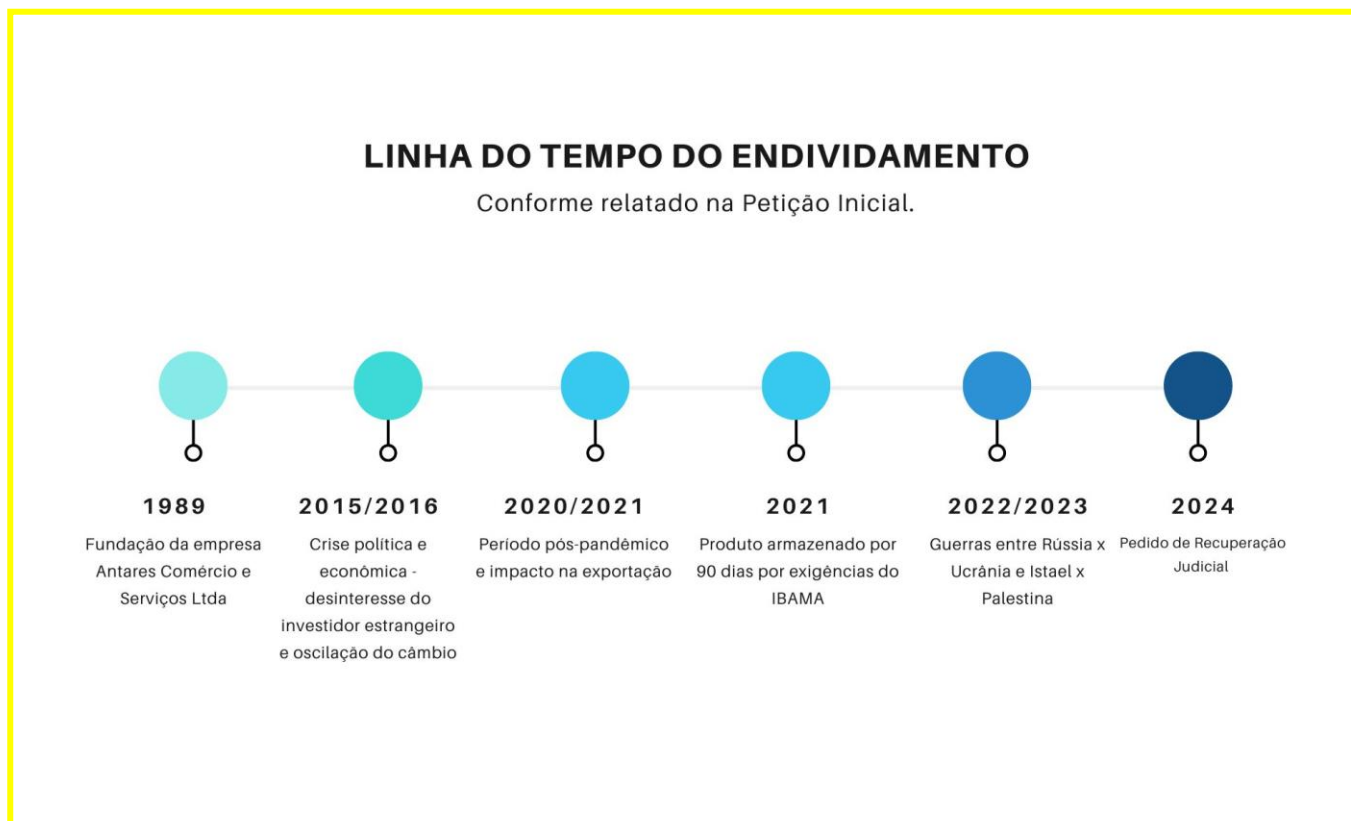 LINHA DO TEMPO DO ENDIVIDAMENTO
Conforme relatado na Petição Inicial.
1989
Fundação da empresa
Antares Comércio e
Serviços Ltda
2015/2016
Crise política e
econômica -
desinteresse do
investidor estrangeiro
e oscilação do câmbio
2020/2021
Período pós-pandêmico
e impacto na exportação
2021
Produto armazenado por
90 dias por exigências do
IBAMA
2022/2023
Guerras entre Rússia x
Ucrânia e Istael x
Palestina
2024
Pedido de Recuperação
Judicial